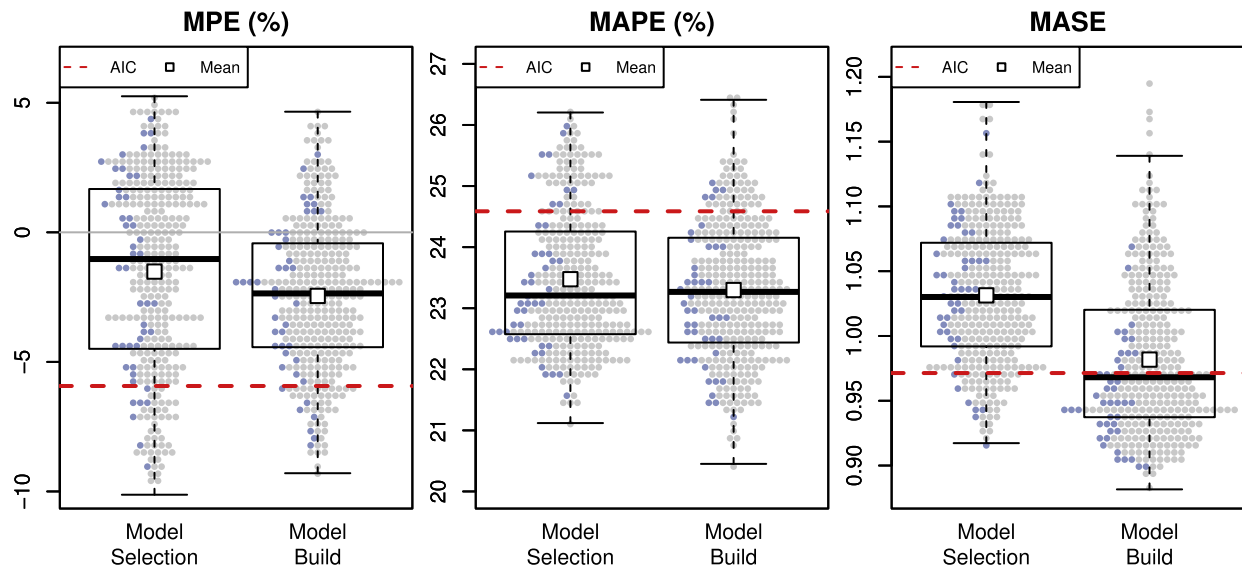 MPE (%)
AIC Mean
5
0
−5
−10
Model Selection
Model Build
MAPE (%)
AIC Mean
27
26
25
24
23
22
21
20
Model Selection
Model Build
MASE
AIC Mean
1.20
1.15
1.10
1.05
1.00
0.95
0.90
Model Selection
Model Build